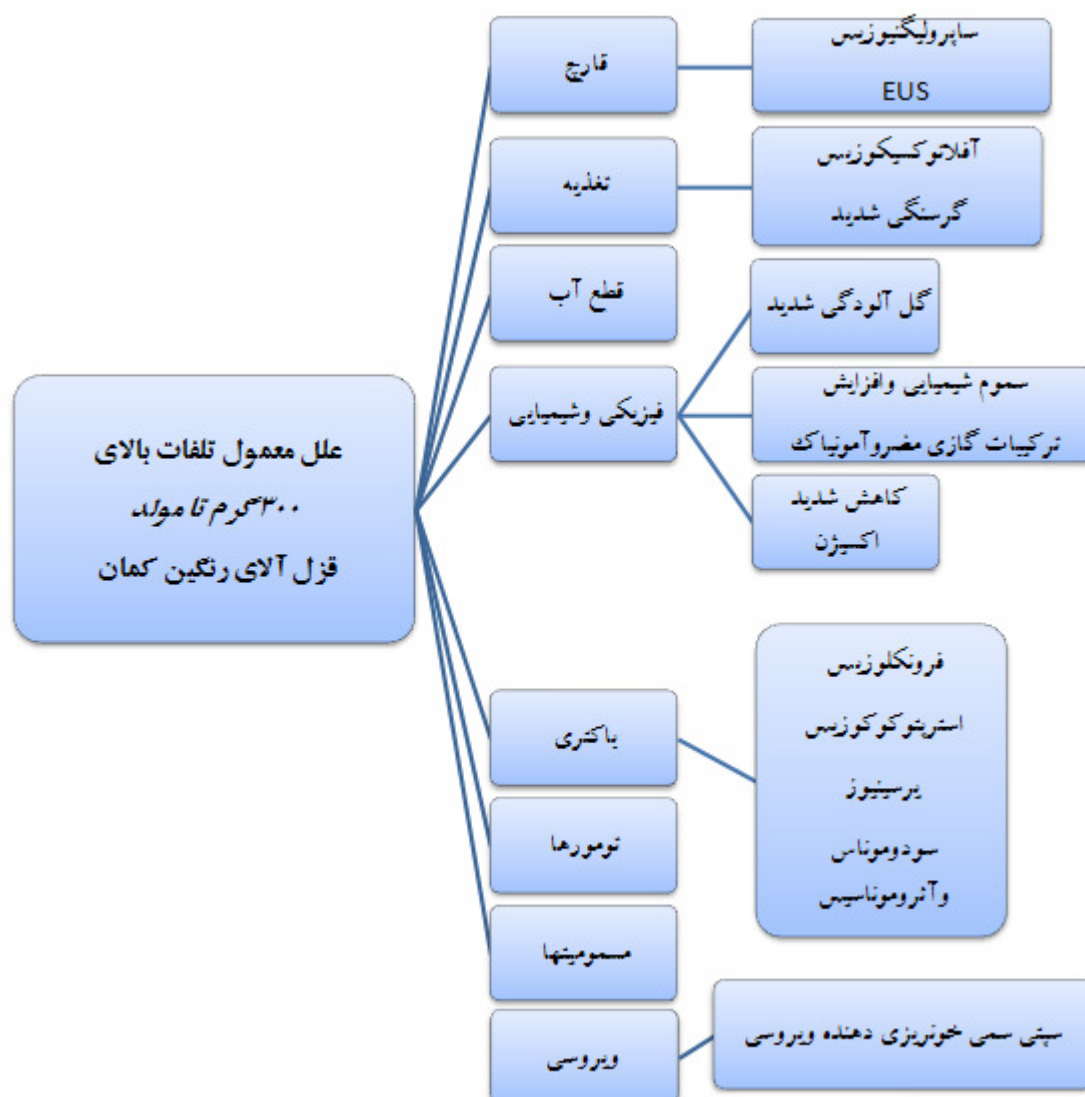 علل معمول تلفات بالای
۳۰۰گرم تا مولد
قزل آلای رنگین کمان
قارچ
ساپرولیگنیوزیس
EUS
تغذیه
آفلاتوکسیکوزیس
گرسنگی شدید
قطع آب
فیزیکی وشیمیایی
گل آلودگی شدید
سموم شیمیایی وافزایش
ترکیبات گازی مضروآمونیاک
کاهش شدید
اکسیژن
باکتری
فرونکلوزیس
استرپتوکوکوزیس
یرسینیوز
سودوموناس
وآئروموناسیس
تومورها
مسمومیتها
ویروسی
سپتی سمی خونریزی دهنده ویروسی